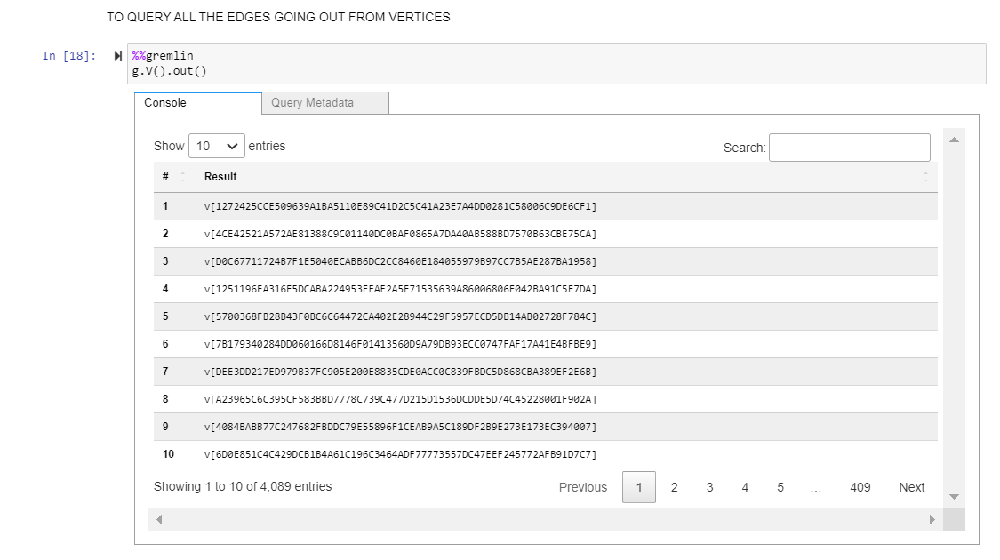 TO QUERY ALL THE EDGES GOING OUT FROM VERTICES
In [18]:
%%gremlin
g.V().out()
Console Query Metadata
Show 10 entries Search:
# Result
1 v[1272425CCE509639A1BA5110E89C41D2C5C41A23E7A4DD0281C58006C9DE6CF1]
2 v[4CE42521A572AE81388C9C01140DC0BAF0865A7DA40AB588BD7570B63CBE75CA]
3 v[D0C67711724B7F1E5040ECABB6DC2CC8460E184055979B97CC7B5AE287BA1958]
4 v[1251196EA316F5DCABA224953FEAF2A5E71535639A86006806F042BA91C5E7DA]
5 v[5700368FB28B43F0BC6C64472CA402E28944C29F5957ECD5DB14AB02728F784C]
6 v[7B179340284DD060166D8146F01413560D9A79DB93ECC0747FAF17A41E4BFBE9]
7 v[DEE3DD217ED979B37FC905E200E8835CDE0ACC0C839FBDC5D868CBA389EF2E6B]
8 v[A23965C6C395CF583BBD7778C739C477D215D1536DCDDE5D74C45228001F902A]
9 v[4084BABB77C247682FBDDC79E55896F1CEAB9A5C189DF2B9E273E173EC394007]
10 v[6D0E851C4C429DCB1B4A61C196C3464ADF77773557DC47EEF245772AFB91D7C7]
Showing 1 to 10 of 4,089 entries Previous 1 2 3 4 5 … 409 Next